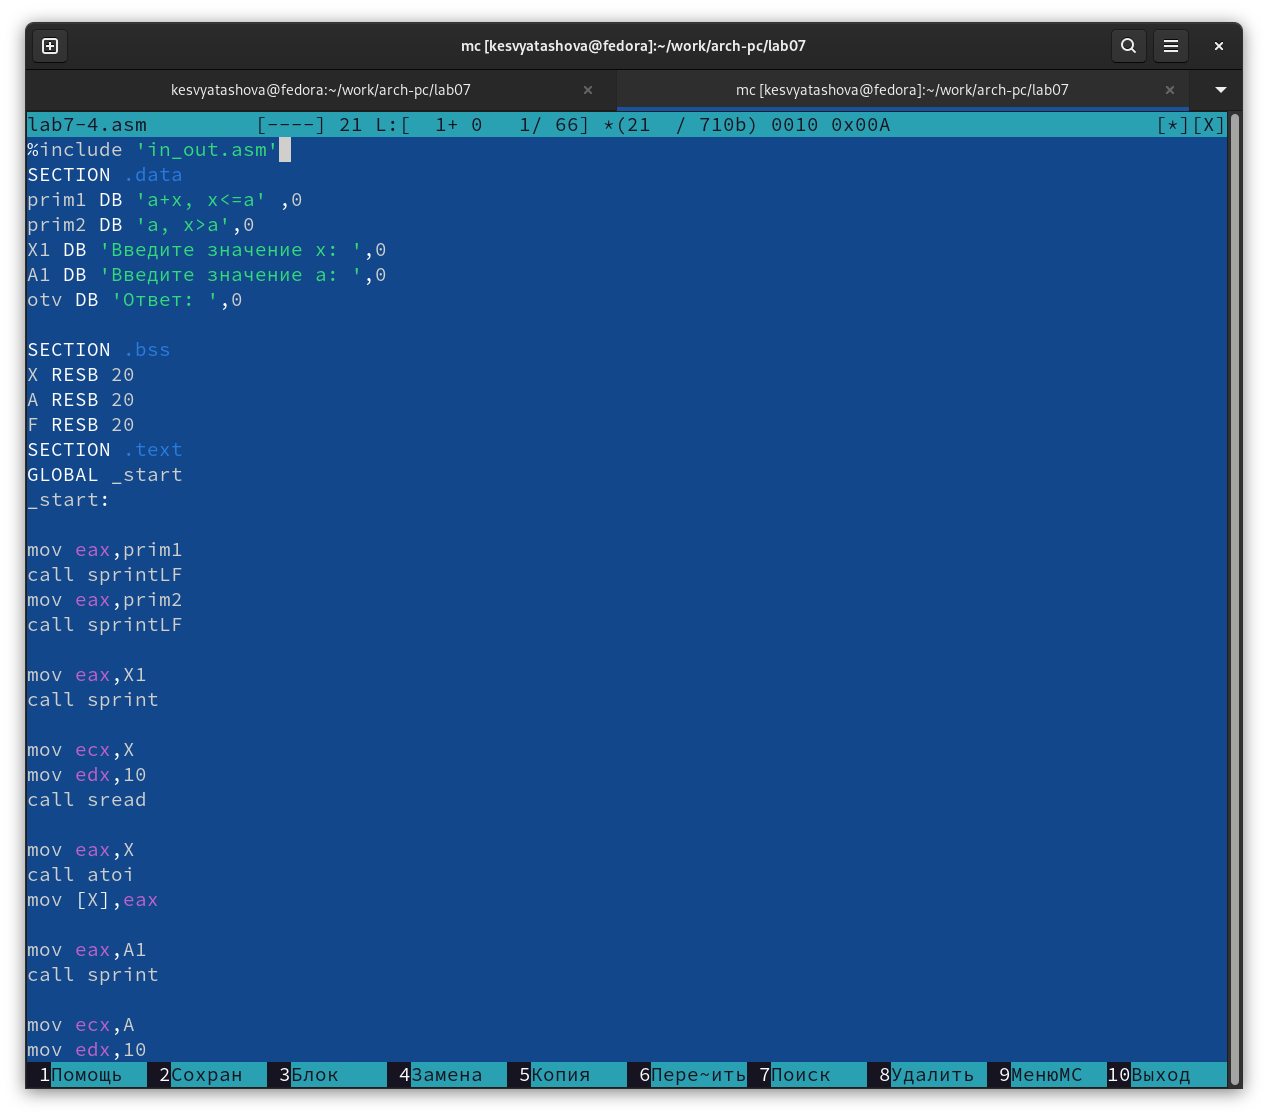 mc [kesvyatashova@fedora]:~/work/arch-pc/lab07
kesvyatashova@fedora:~/work/arch-pc/lab07 × mc [kesvyatashova@fedora]:~/work/arch-pc/lab07 ×
lab7-4.asm [----] 21 L:[ 1+ 0 1/ 66] *(21 / 710b) 0010 0x00A [*][X]
%include 'in_out.asm'
SECTION .data
prim1 DB 'a+x, x<=a' ,0
prim2 DB 'a, x>a',0
X1 DB 'Введите значение x: ',0
A1 DB 'Введите значение a: ',0
otv DB 'Ответ: ',0
SECTION .bss
X RESB 20
A RESB 20
F RESB 20
SECTION .text
GLOBAL _start
_start:
mov eax,prim1
call sprintLF
mov eax,prim2
call sprintLF
mov eax,X1
call sprint
mov ecx,X
mov edx,10
call sread
mov eax,X
call atoi
mov [X],eax
mov eax,A1
call sprint
mov ecx,A
mov edx,10
1Помощь 2Сохран 3Блок 4Замена 5Копия 6Пере~ить 7Поиск 8Удалить 9МенюMC 10Выход